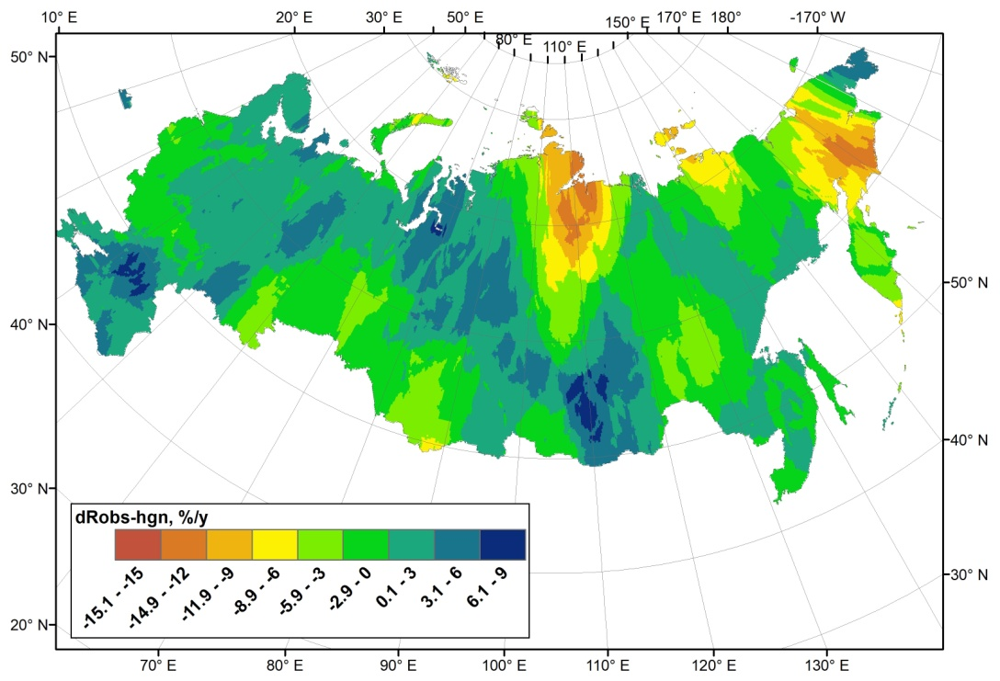 10° E 20° E 30° E 50° E 80° E 110° E 150° E 170° E 180° -170° W
50° N
40° N
30° N
20° N
50° N
40° N
30° N
dRobs-hgn, %/y
-15.1 - -15
-14.9 - -12
-11.9 - -9
-8.9 - -6
-5.9 - -3
-2.9 - 0
0.1 - 3
3.1 - 6
6.1 - 9
70° E 80° E 90° E 100° E 110° E 120° E 130° E